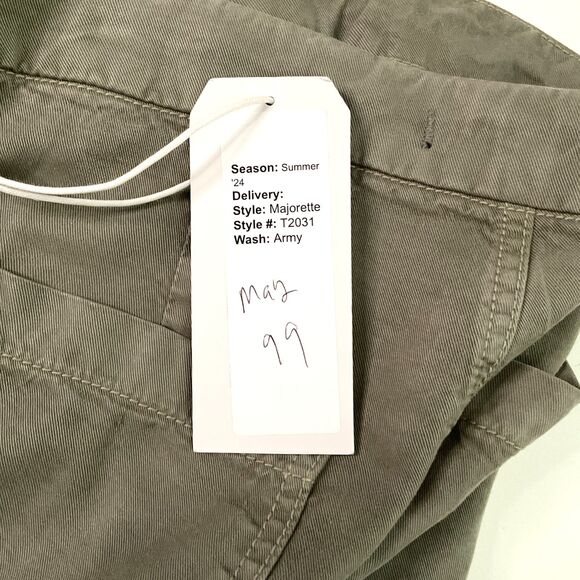 Season: Summer
'24
Delivery:
Style: Majorette
Style #: T2031
Wash: Army
May
99